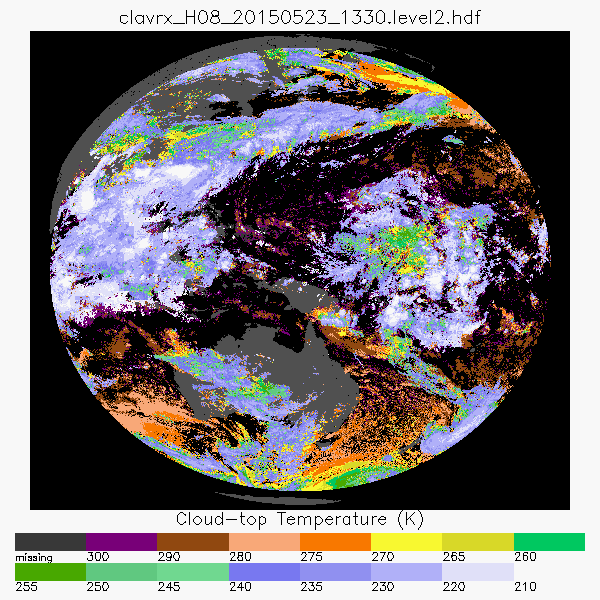 clavrx_H08_20150523_1330.level2.hdf
Cloud-top Temperature (K)
missing 300 290 280 275 270 265 260
255 250 245 240 235 230 220 210